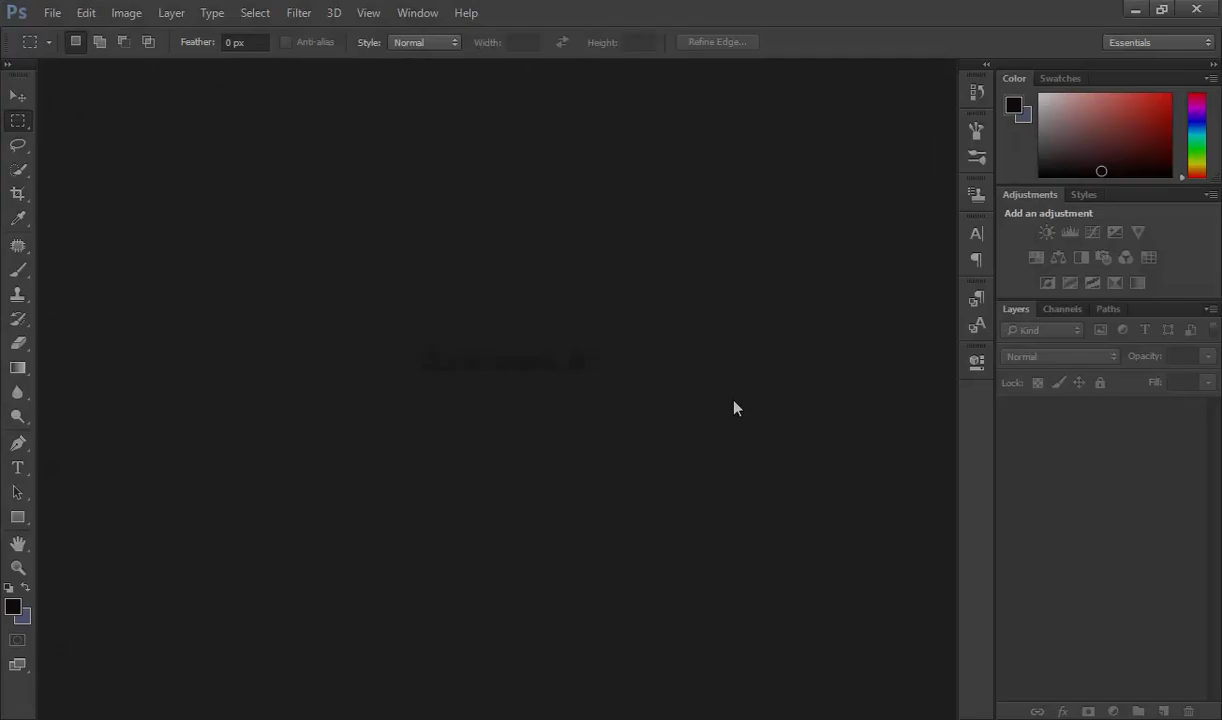 Ps File Edit Image Layer Type Select Filter 3D View Window Help
Feather: 0 px Anti-alias Style: Normal Width: Height: Refine Edge... Essentials
Color Swatches
Adjustments Styles
Add an adjustment
Layers Channels Paths
Kind
Normal Opacity:
Lock: Fill: